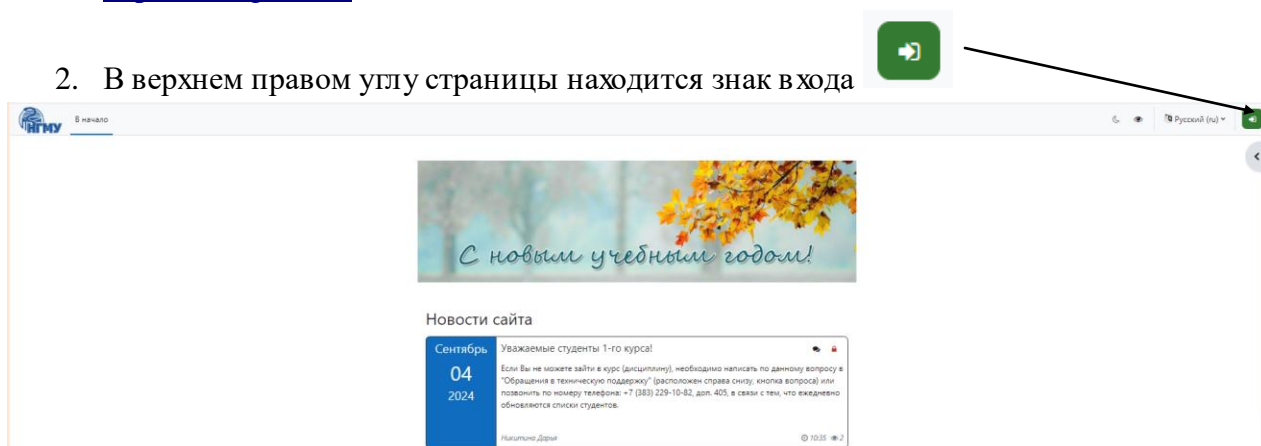 2. В верхнем правом углу страницы находится знак входа
НГМУ
В начало
Русский (ru)
С новым учебным годом!
Новости сайта
Сентябрь
04
2024
Уважаемые студенты 1-го курса!
Если Вы не можете зайти в курс (дисциплину), необходимо написать по данному вопросу в
"Обращения в техническую поддержку" (расположен справа снизу, кнопка вопроса) или
позвонить по номеру телефона: +7 (383) 229-10-82, доп. 405, в связи с тем, что ежедневно
обновляются списки студентов.
Никитина Дарья
10:35 2